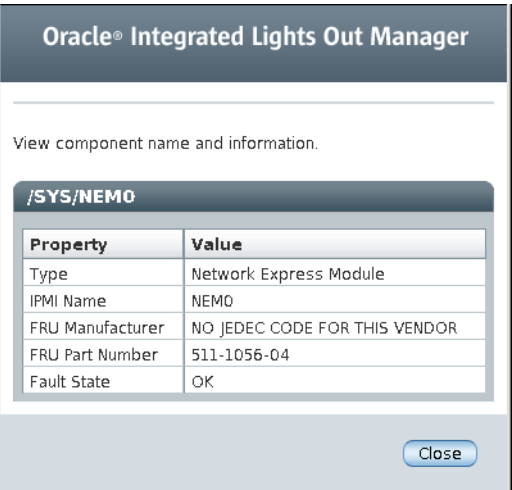 Oracle® Integrated Lights Out Manager
View component name and information.
/SYS/NEM0
Property Value
Type Network Express Module
IPMI Name NEM0
FRU Manufacturer NO JEDEC CODE FOR THIS VENDOR
FRU Part Number 511-1056-04
Fault State OK
Close